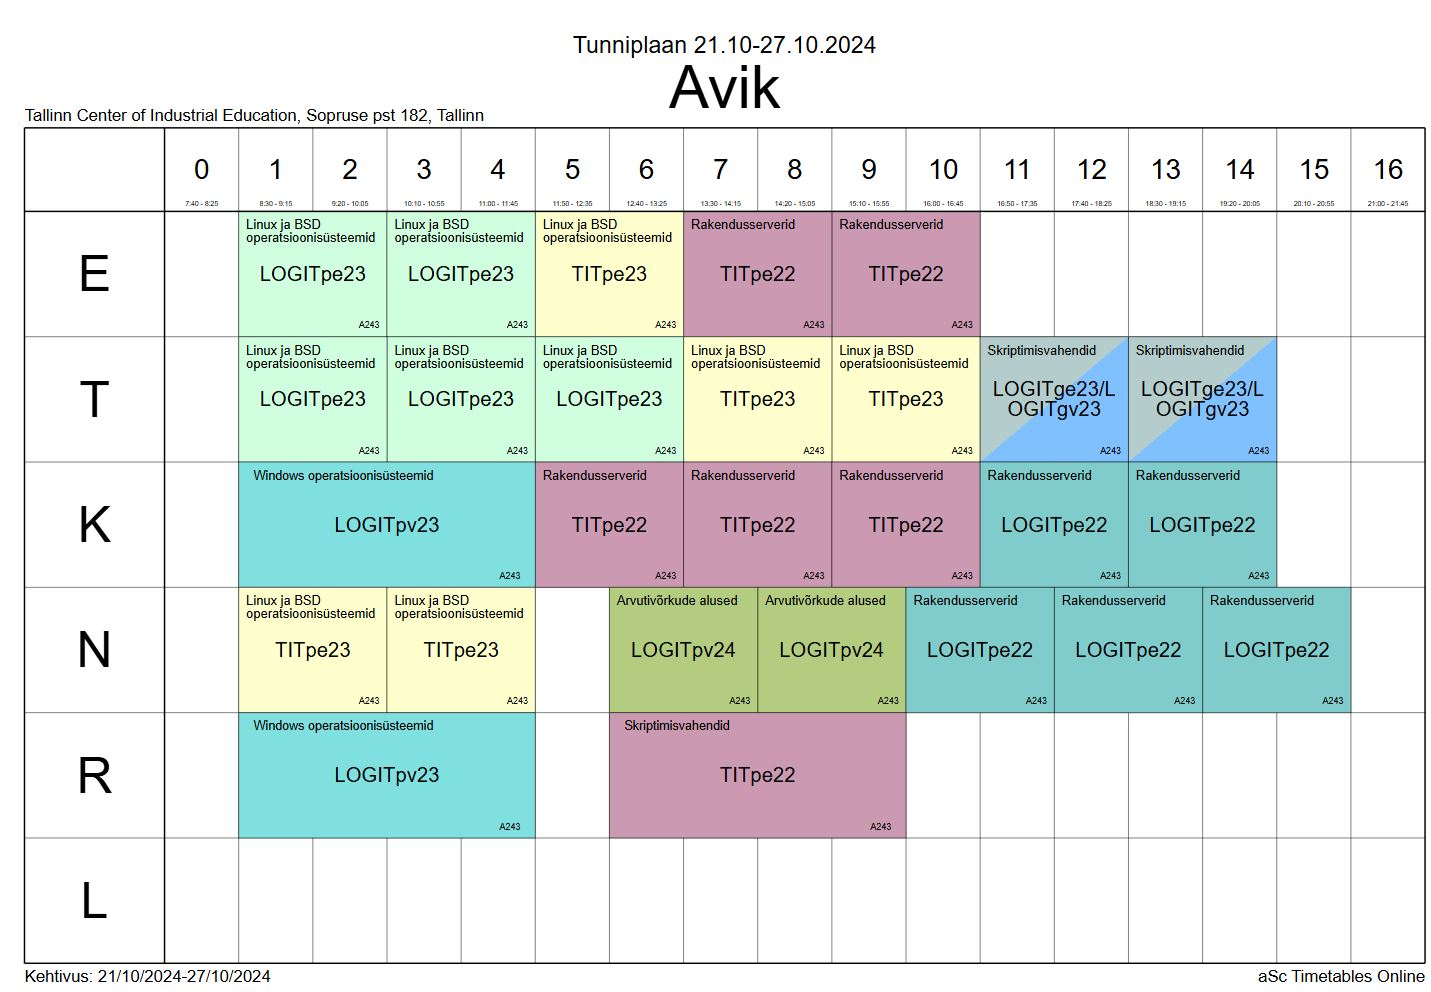 Tunniplaan 21.10-27.10.2024
Avik
Tallinn Center of Industrial Education, Sopruse pst 182, Tallinn
0 1 2 3 4 5 6 7 8 9 10 11 12 13 14 15 16
7:40 - 8:25 8:30 - 9:15 9:20 - 10:05 10:10 - 10:55 11:00 - 11:45 11:50 - 12:35 12:40 - 13:25 13:30 - 14:15 14:20 - 15:05 15:10 - 15:55 16:00 - 16:45 16:50 - 17:35 17:40 - 18:25 18:30 - 19:15 19:20 - 20:05 20:10 - 20:55 21:00 - 21:45
E
Linux ja BSD
operatsioonisüsteemid
LOGITpe23
A243
Linux ja BSD
operatsioonisüsteemid
LOGITpe23
A243
Linux ja BSD
operatsioonisüsteemid
TITpe23
A243
Rakendusserverid
TITpe22
A243
Rakendusserverid
TITpe22
A243
T
Linux ja BSD
operatsioonisüsteemid
LOGITpe23
A243
Linux ja BSD
operatsioonisüsteemid
LOGITpe23
A243
Linux ja BSD
operatsioonisüsteemid
LOGITpe23
A243
Linux ja BSD
operatsioonisüsteemid
TITpe23
A243
Linux ja BSD
operatsioonisüsteemid
TITpe23
A243
Skriptimisvahendid
LOGITge23/L
OGITgv23
A243
Skriptimisvahendid
LOGITge23/L
OGITgv23
A243
K
Windows operatsioonisüsteemid
LOGITpv23
A243
Rakendusserverid
TITpe22
A243
Rakendusserverid
TITpe22
A243
Rakendusserverid
TITpe22
A243
Rakendusserverid
LOGITpe22
A243
Rakendusserverid
LOGITpe22
A243
N
Linux ja BSD
operatsioonisüsteemid
TITpe23
A243
Linux ja BSD
operatsioonisüsteemid
TITpe23
A243
Arvutivõrkude alused
LOGITpv24
A243
Arvutivõrkude alused
LOGITpv24
A243
Rakendusserverid
LOGITpe22
A243
Rakendusserverid
LOGITpe22
A243
Rakendusserverid
LOGITpe22
A243
R
Windows operatsioonisüsteemid
LOGITpv23
A243
Skriptimisvahendid
TITpe22
A243
L
Kehtivus: 21/10/2024-27/10/2024
aSc Timetables Online